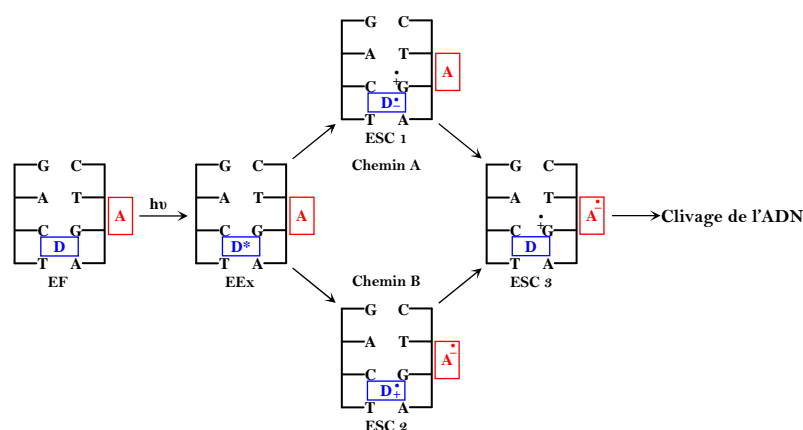 G C
A T
•
+
C G A
D•–
T A
ESC 1
Chemin A
G C
A T
C G A
D
T A
EF
hυ
G C
A T
C G A
D*
T A
EEx
G C
A T A•–
•
+
C G
D
T A
ESC 3
Clivage de l'ADN
Chemin B
G C
A T A•–
C G
D•+
T A
ESC 2